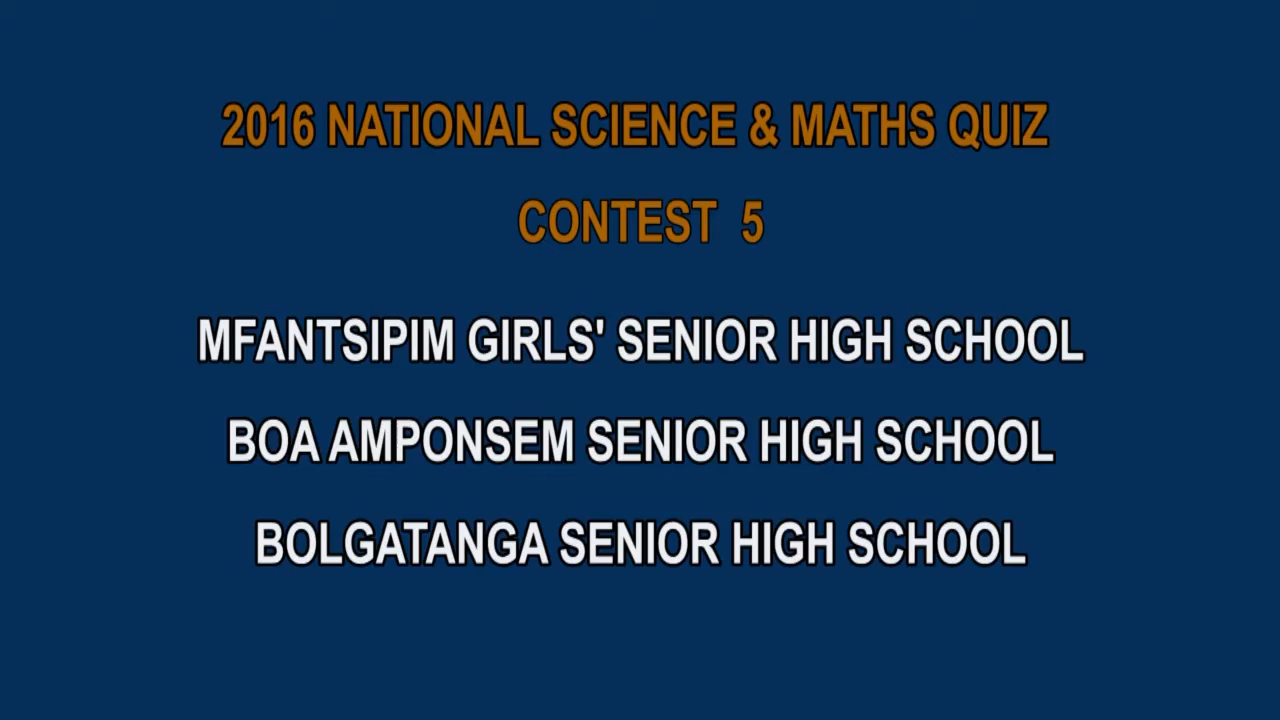 2016 NATIONAL SCIENCE & MATHS QUIZ
CONTEST 5
MFANTSIPIM GIRLS' SENIOR HIGH SCHOOL
BOA AMPONSEM SENIOR HIGH SCHOOL
BOLGATANGA SENIOR HIGH SCHOOL